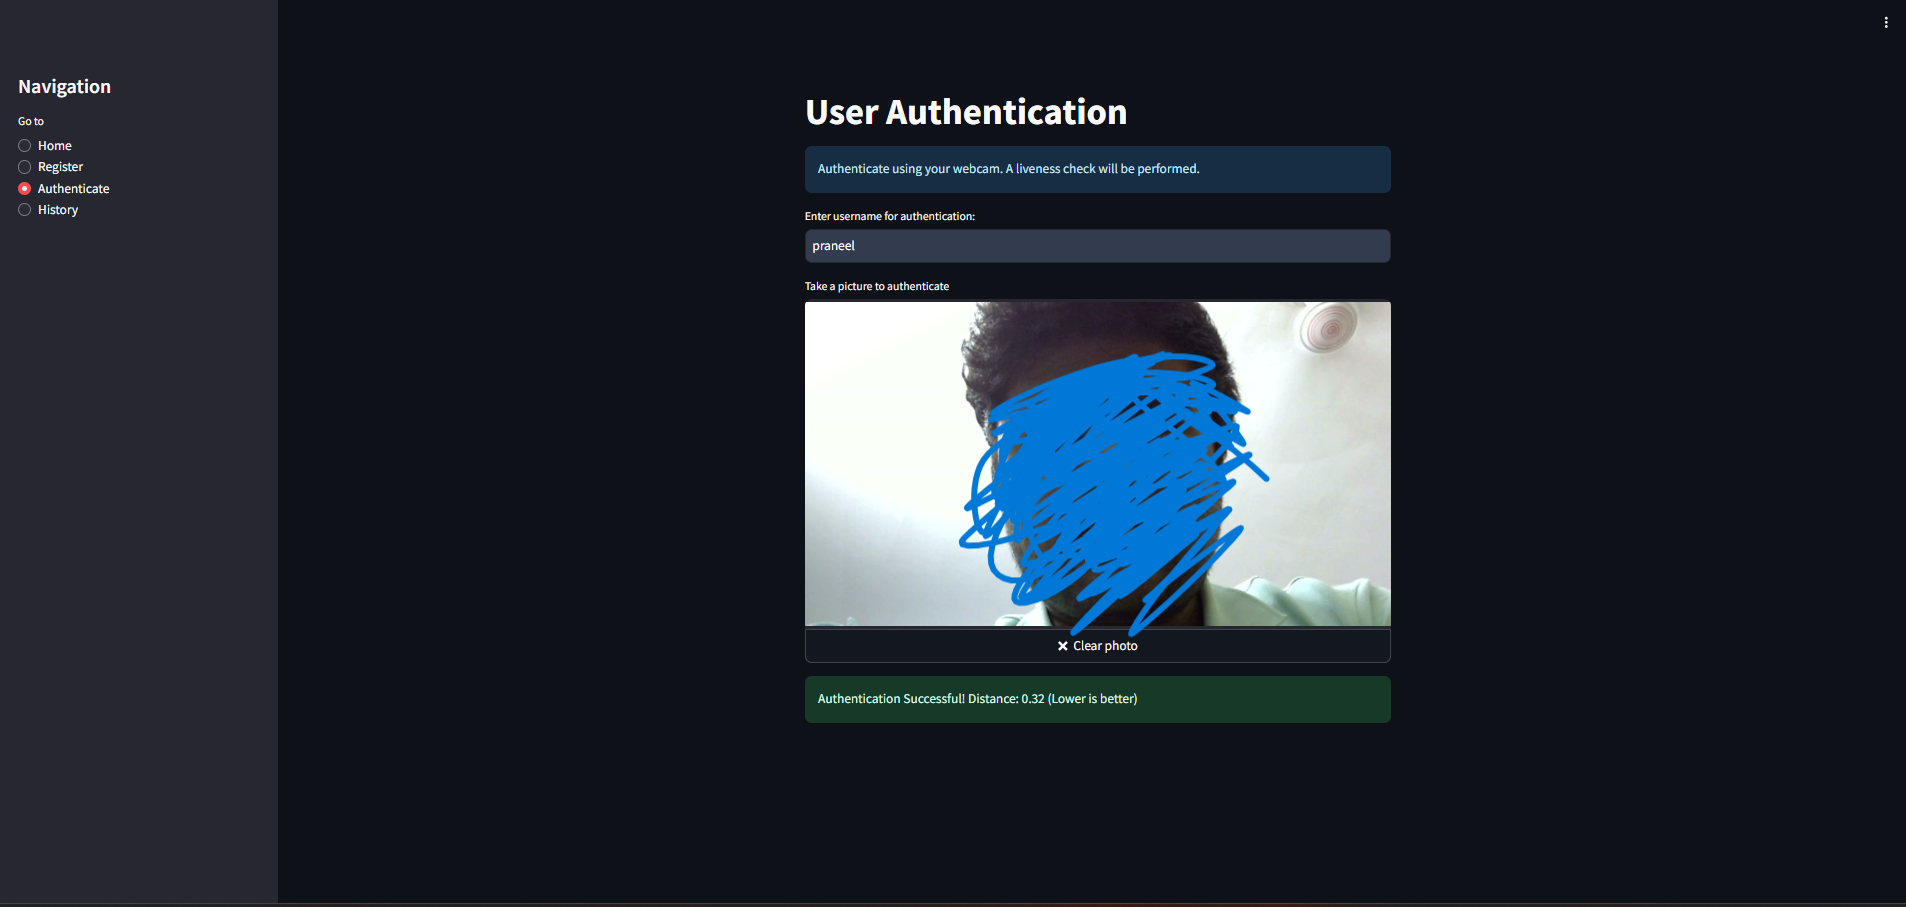 Navigation
Go to
Home
Register
Authenticate
History
User Authentication
Authenticate using your webcam. A liveness check will be performed.
Enter username for authentication:
praneel
Take a picture to authenticate
Clear photo
Authentication Successful! Distance: 0.32 (Lower is better)